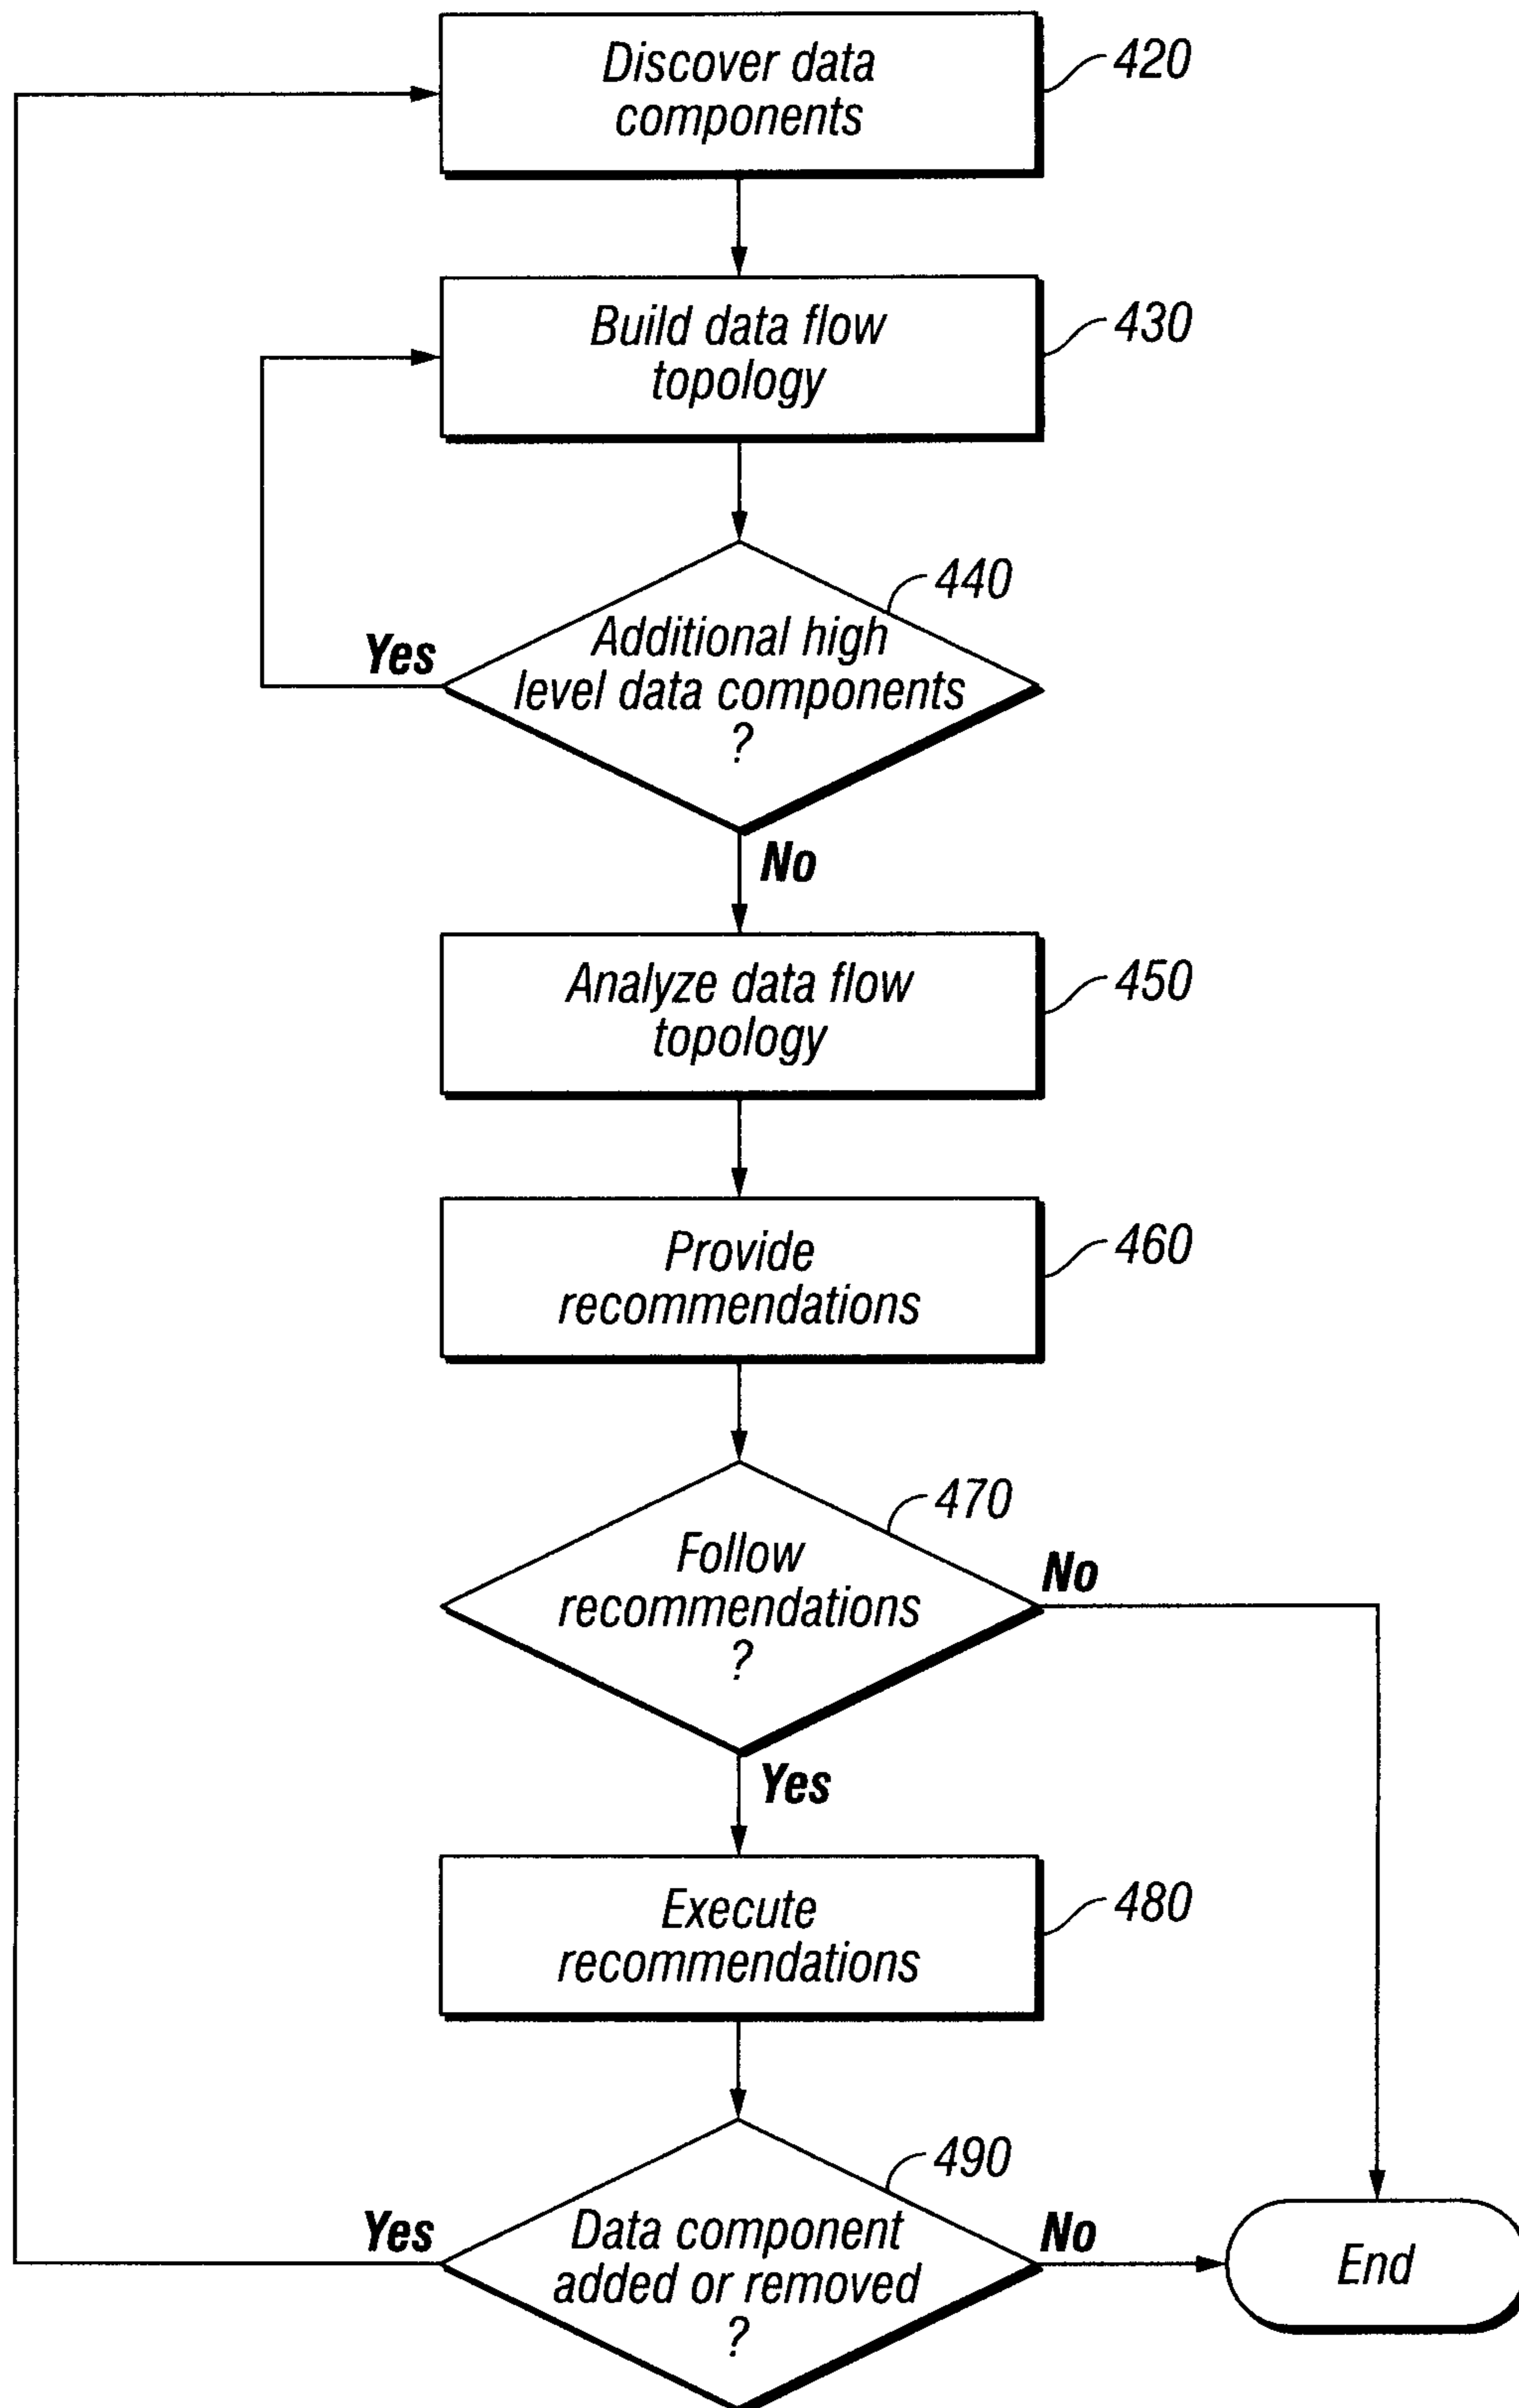 Discover data
components
420
Build data flow
topology
430
440
Additional high
level data components
?
Yes
No
Analyze data flow
topology
450
Provide
recommendations
460
470
Follow
recommendations
?
No
Yes
Execute
recommendations
480
490
Data component
added or removed
?
Yes
No
End